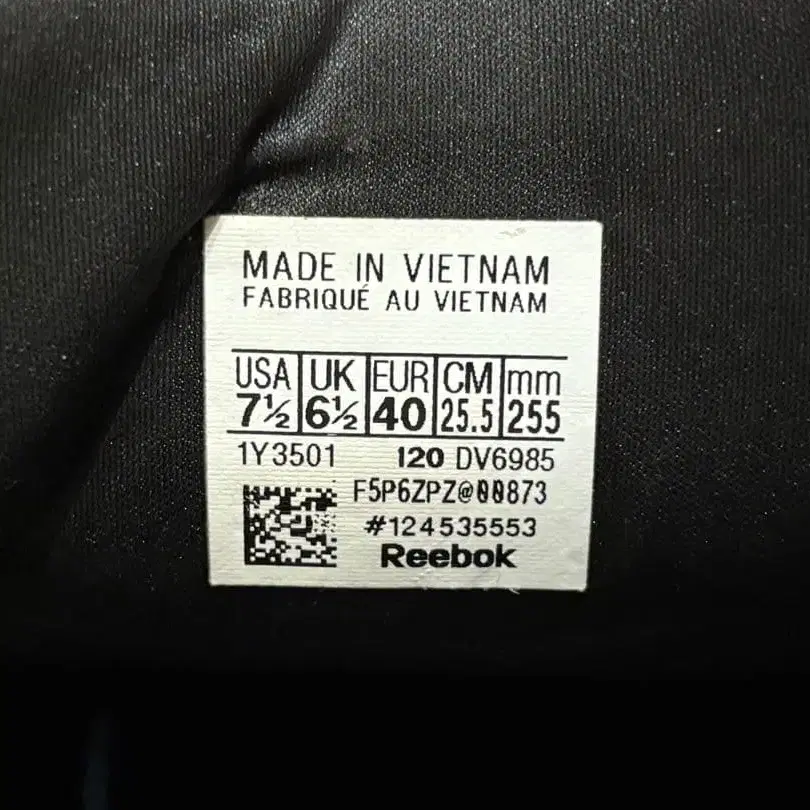 MADE IN VIETNAM
FABRIQUÉ AU VIETNAM
USA UK EUR CM mm
7½ 6½ 40 25.5 255
1Y3501 120 DV6985
F5P6ZPZ@00873
#124535553
Reebok